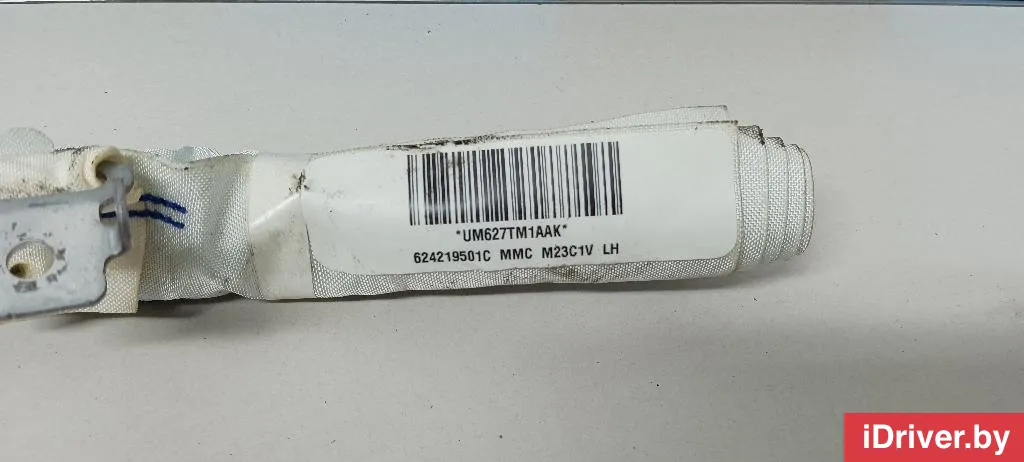 *UM627TM1AAK*
624219501C MMC M23C1V LH
iDriver.by